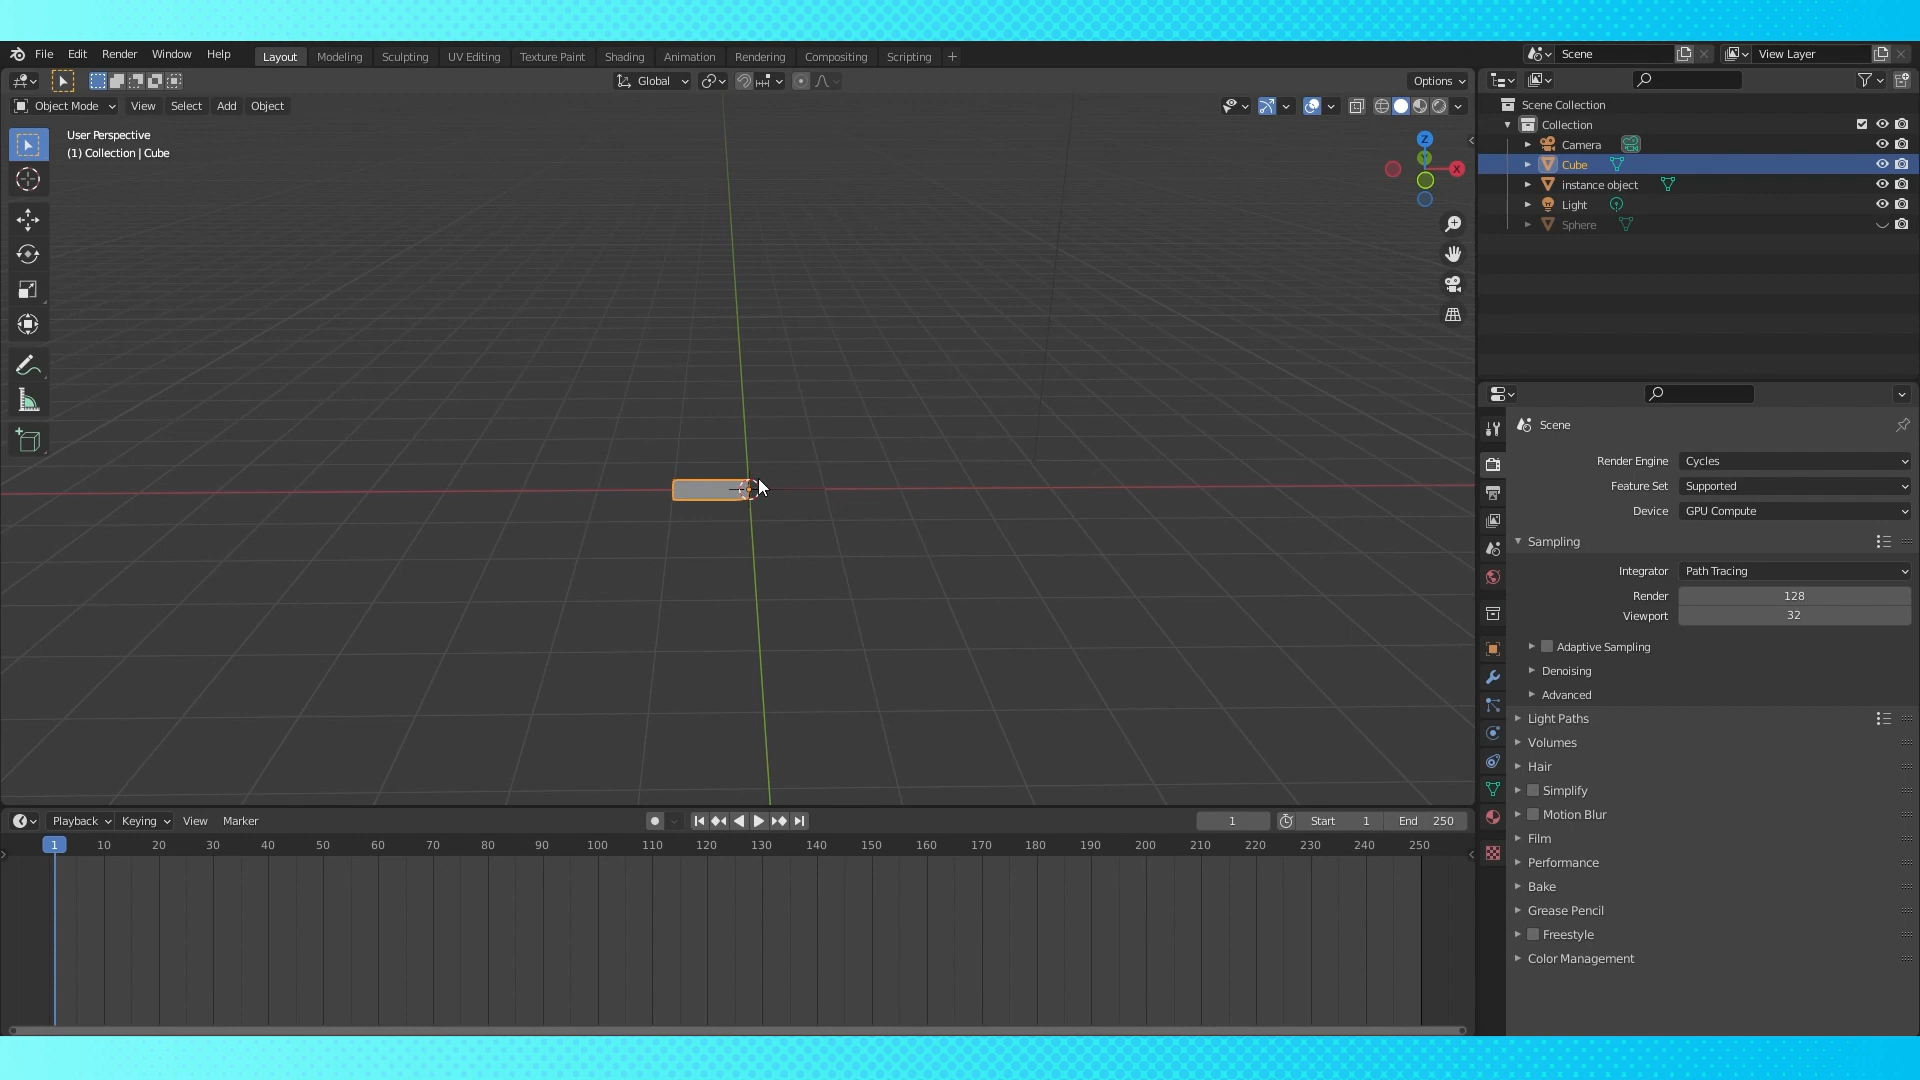 File Edit Render Window Help Layout Modeling Sculpting UV Editing Texture Paint Shading Animation Rendering Compositing Scripting + Scene View Layer
Global Options
Object Mode View Select Add Object
User Perspective
(1) Collection | Cube
Z
Y
X
Scene Collection
Collection
Camera
Cube
instance object
Light
Sphere
Scene
Render Engine Cycles
Feature Set Supported
Device GPU Compute
Sampling
Integrator Path Tracing
Render 128
Viewport 32
Adaptive Sampling
Denoising
Advanced
Light Paths
Volumes
Hair
Simplify
Motion Blur
Film
Performance
Bake
Grease Pencil
Freestyle
Color Management
Playback Keying View Marker 1 Start 1 End 250
1 10 20 30 40 50 60 70 80 90 100 110 120 130 140 150 160 170 180 190 200 210 220 230 240 250